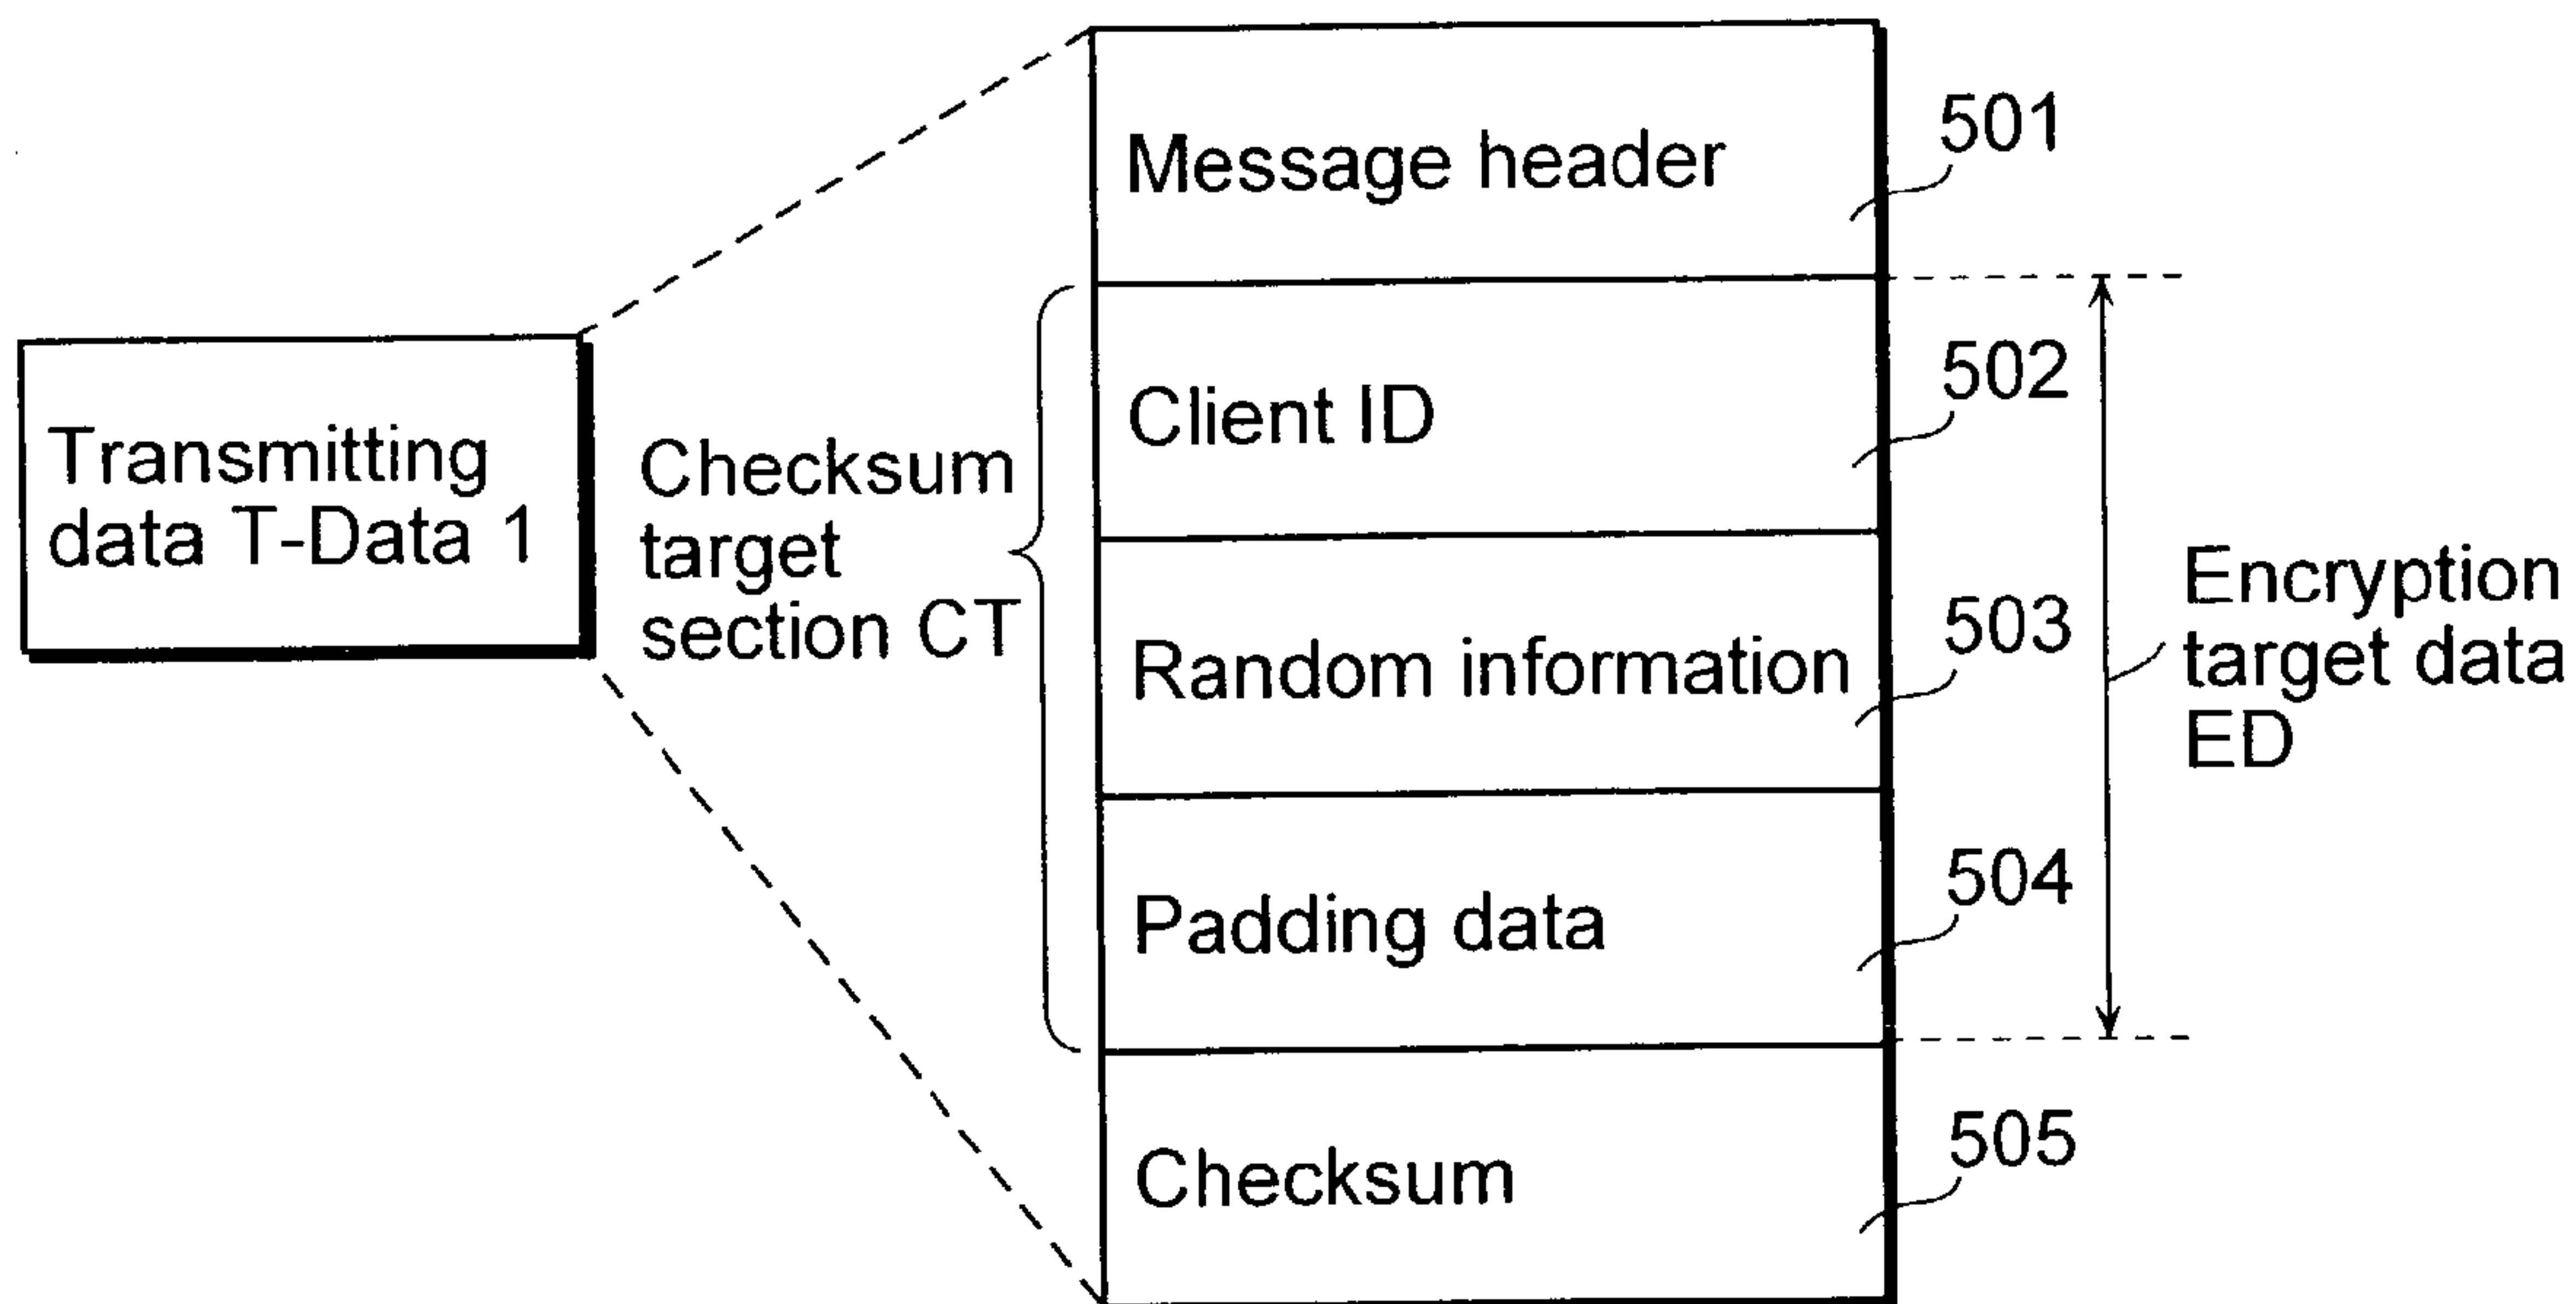 Transmitting
data T-Data 1
Checksum
target
section CT
Message header
501
Client ID
502
Random information
503
Padding data
504
Checksum
505
Encryption
target data
ED